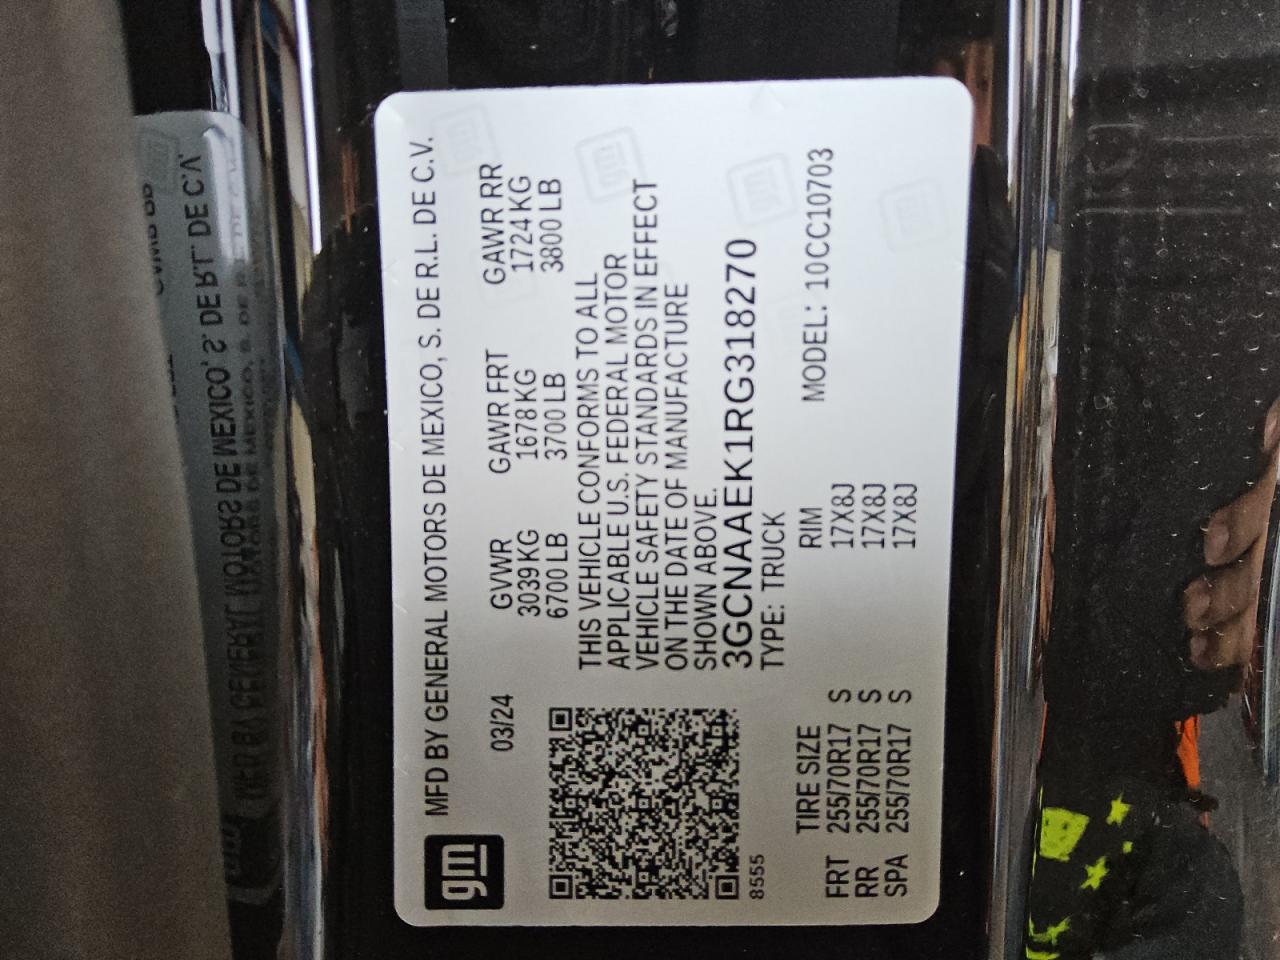 gm MFD BY GENERAL MOTORS DE MEXICO, S. DE R.L. DE C.V.
03/24 GVWR GAWR FRT GAWR RR
3039 KG 1678 KG 1724 KG
6700 LB 3700 LB 3800 LB
THIS VEHICLE CONFORMS TO ALL
APPLICABLE U.S. FEDERAL MOTOR
VEHICLE SAFETY STANDARDS IN EFFECT
ON THE DATE OF MANUFACTURE
SHOWN ABOVE.
3GCNAAEK1RG318270
8555 TYPE: TRUCK
TIRE SIZE RIM MODEL: 10CC10703
FRT 255/70R17 S 17X8J
RR 255/70R17 S 17X8J
SPA 255/70R17 S 17X8J